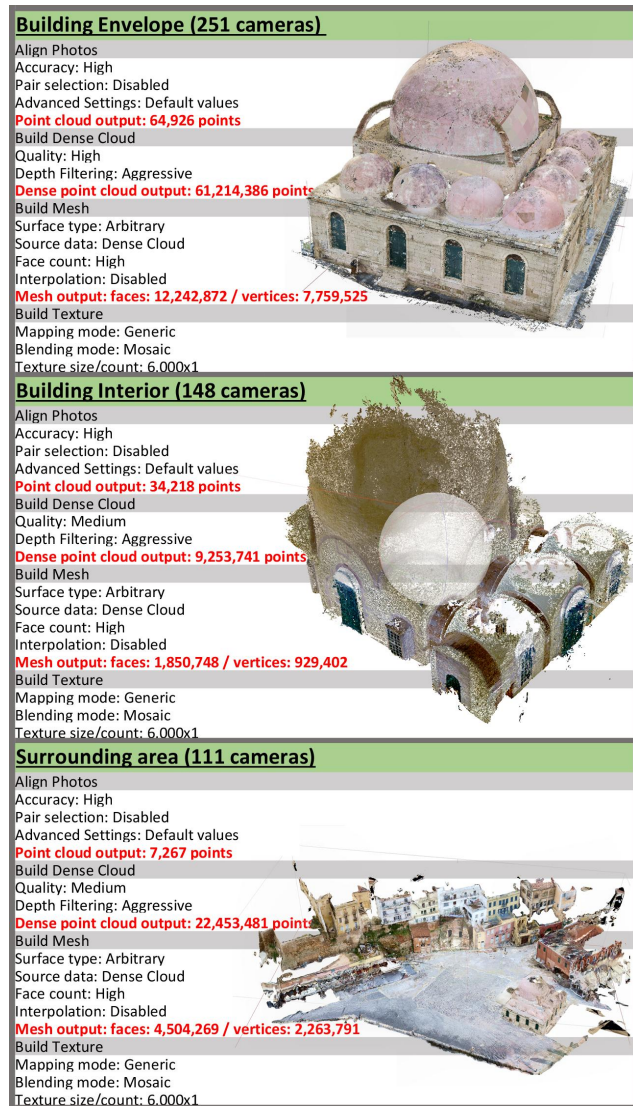 Building Envelope (251 cameras)
Align Photos
Accuracy: High
Pair selection: Disabled
Advanced Settings: Default values
Point cloud output: 64,926 points
Build Dense Cloud
Quality: High
Depth Filtering: Aggressive
Dense point cloud output: 61,214,386 points
Build Mesh
Surface type: Arbitrary
Source data: Dense Cloud
Face count: High
Interpolation: Disabled
Mesh output: faces: 12,242,872 / vertices: 7,759,525
Build Texture
Mapping mode: Generic
Blending mode: Mosaic
Texture size/count: 6.000x1
Building Interior (148 cameras)
Align Photos
Accuracy: High
Pair selection: Disabled
Advanced Settings: Default values
Point cloud output: 34,218 points
Build Dense Cloud
Quality: Medium
Depth Filtering: Aggressive
Dense point cloud output: 9,253,741 points
Build Mesh
Surface type: Arbitrary
Source data: Dense Cloud
Face count: High
Interpolation: Disabled
Mesh output: faces: 1,850,748 / vertices: 929,402
Build Texture
Mapping mode: Generic
Blending mode: Mosaic
Texture size/count: 6.000x1
Surrounding area (111 cameras)
Align Photos
Accuracy: High
Pair selection: Disabled
Advanced Settings: Default values
Point cloud output: 7,267 points
Build Dense Cloud
Quality: Medium
Depth Filtering: Aggressive
Dense point cloud output: 22,453,481 points
Build Mesh
Surface type: Arbitrary
Source data: Dense Cloud
Face count: High
Interpolation: Disabled
Mesh output: faces: 4,504,269 / vertices: 2,263,791
Build Texture
Mapping mode: Generic
Blending mode: Mosaic
Texture size/count: 6.000x1